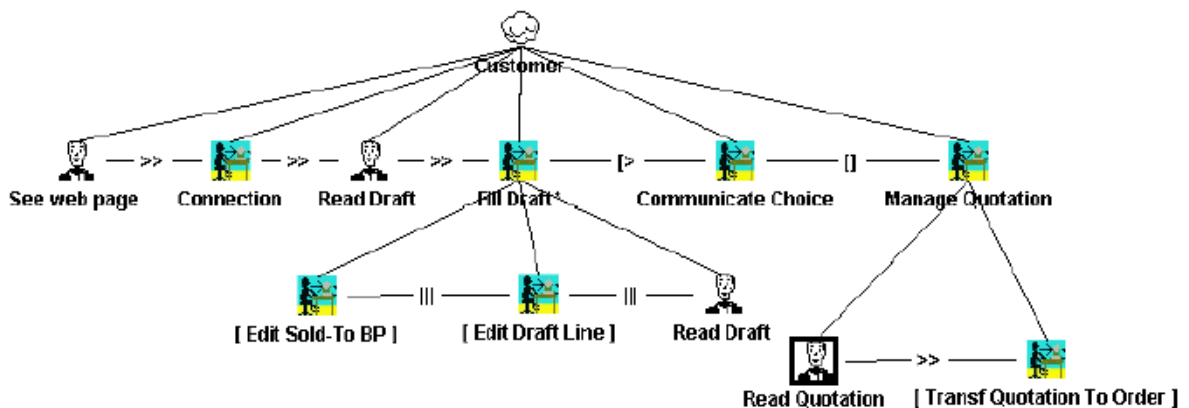 Customer
>> >> >> [> []
See web page Connection Read Draft Fill Draft* Communicate Choice Manage Quotation
||| |||
[ Edit Sold-To BP ] [ Edit Draft Line ] Read Draft
>>
Read Quotation [ Transf Quotation To Order ]